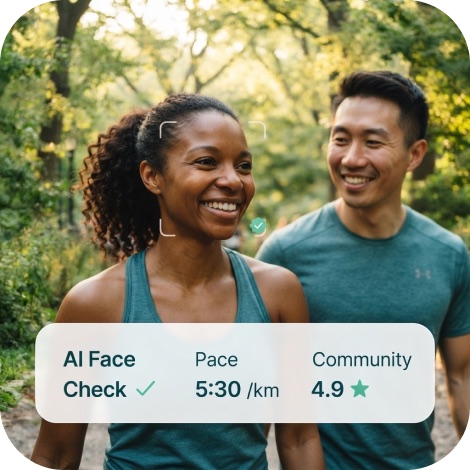 AI Face
Check ✓
Pace
5:30 /km
Community
4.9 ★